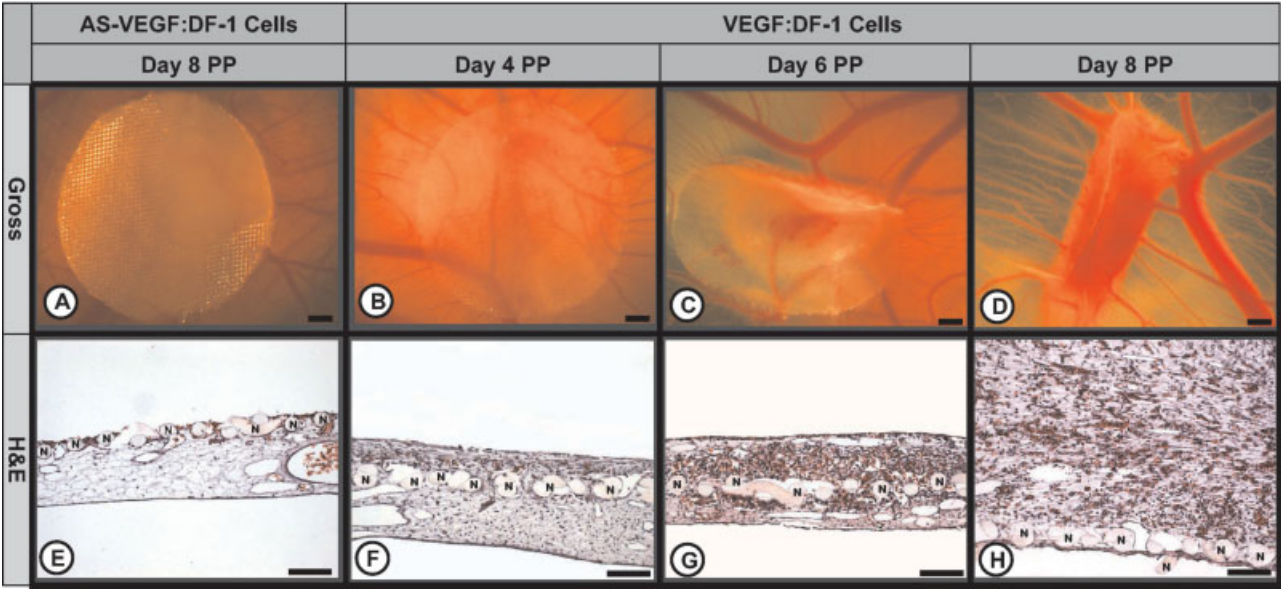 AS-VEGF:DF-1 Cells
VEGF:DF-1 Cells
Day 8 PP
Day 4 PP
Day 6 PP
Day 8 PP
Gross
A
B
C
D
H&E
N N N N N N N
E
N N N N N N N
F
N N N N N
G
N N N N N N
H